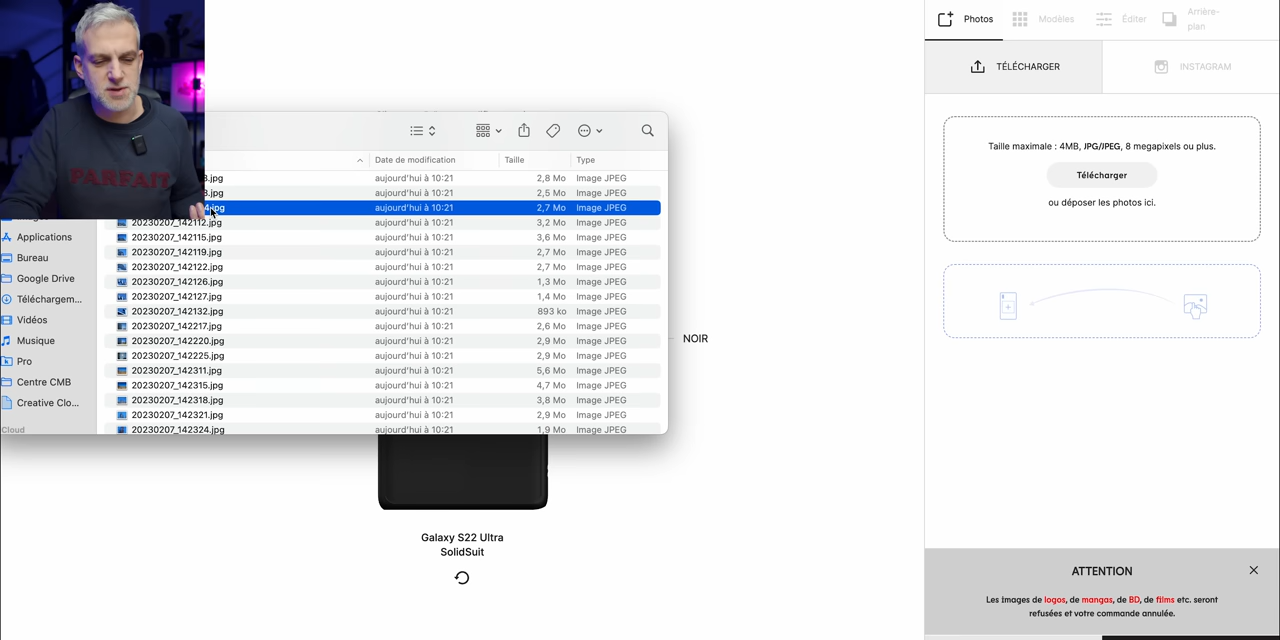 Photos
Modèles
Éditer
Arrière-
plan
TÉLÉCHARGER
INSTAGRAM
Taille maximale : 4MB, JPG/JPEG, 8 megapixels ou plus.
Télécharger
ou déposer les photos ici.
PARFAIT
Date de modification Taille Type
8.jpg aujourd'hui à 10:21 2,8 Mo Image JPEG
8.jpg aujourd'hui à 10:21 2,5 Mo Image JPEG
4.jpg aujourd'hui à 10:21 2,7 Mo Image JPEG
20230207_142112.jpg aujourd'hui à 10:21 3,2 Mo Image JPEG
20230207_142115.jpg aujourd'hui à 10:21 3,6 Mo Image JPEG
20230207_142119.jpg aujourd'hui à 10:21 2,7 Mo Image JPEG
20230207_142122.jpg aujourd'hui à 10:21 2,7 Mo Image JPEG
20230207_142126.jpg aujourd'hui à 10:21 1,3 Mo Image JPEG
20230207_142127.jpg aujourd'hui à 10:21 1,4 Mo Image JPEG
20230207_142132.jpg aujourd'hui à 10:21 893 ko Image JPEG
20230207_142217.jpg aujourd'hui à 10:21 2,6 Mo Image JPEG
20230207_142220.jpg aujourd'hui à 10:21 2,9 Mo Image JPEG
20230207_142225.jpg aujourd'hui à 10:21 2,9 Mo Image JPEG
20230207_142311.jpg aujourd'hui à 10:21 5,6 Mo Image JPEG
20230207_142315.jpg aujourd'hui à 10:21 4,7 Mo Image JPEG
20230207_142318.jpg aujourd'hui à 10:21 3,8 Mo Image JPEG
20230207_142321.jpg aujourd'hui à 10:21 2,9 Mo Image JPEG
20230207_142324.jpg aujourd'hui à 10:21 1,9 Mo Image JPEG
Applications
Bureau
Google Drive
Téléchargem...
Vidéos
Musique
Pro
Centre CMB
Creative Clo...
Cloud
NOIR
Galaxy S22 Ultra
SolidSuit
ATTENTION
Les images de logos, de mangas, de BD, de films etc. seront
refusées et votre commande annulée.